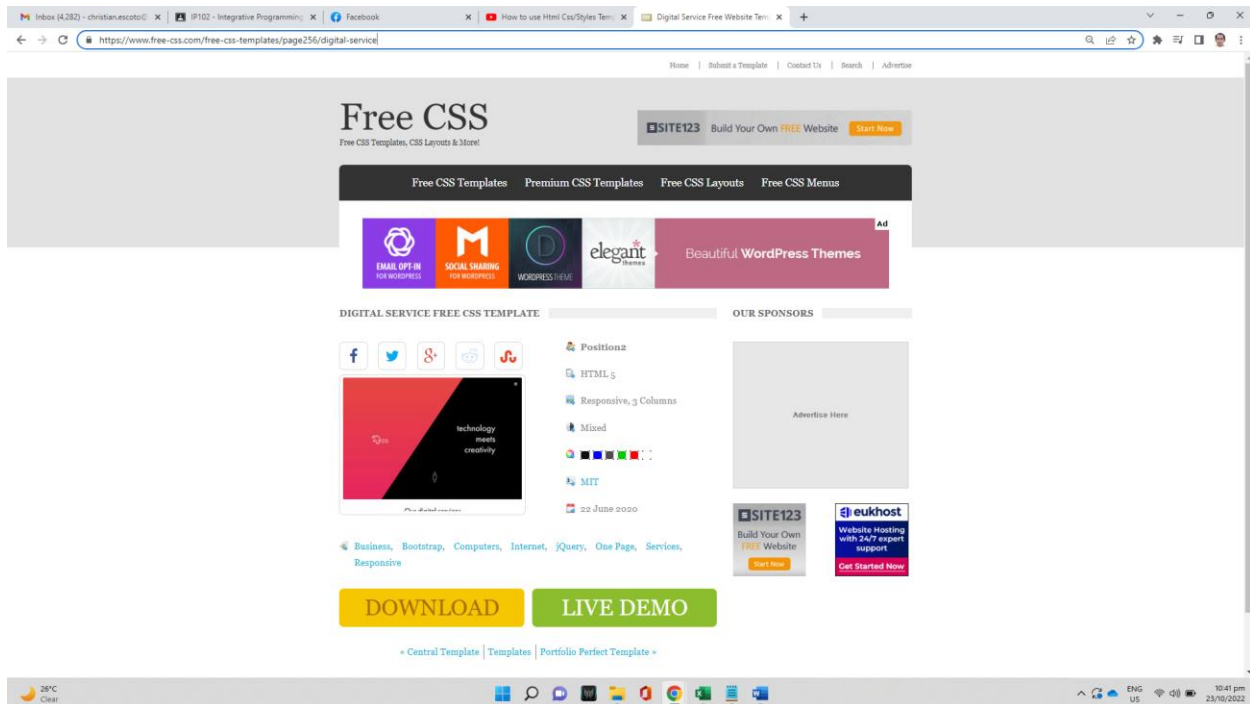 Inbox (4,282) - christian.escoto
IP102 - Integrative Programming
Facebook
How to use Html Css/Styles Tem
Digital Service Free Website Tem
https://www.free-css.com/free-css-templates/page256/digital-service
Home | Submit a Template | Contact Us | Search | Advertise
Free CSS
Free CSS Templates, CSS Layouts & More!
SITE123 Build Your Own FREE Website Start Now
Free CSS Templates Premium CSS Templates Free CSS Layouts Free CSS Menus
EMAIL OPT-IN
FOR WORDPRESS
SOCIAL SHARING
FOR WORDPRESS
D
WORDPRESS THEME
elegant
themes
Beautiful WordPress Themes
Ad
DIGITAL SERVICE FREE CSS TEMPLATE
OUR SPONSORS
Position2
HTML 5
Responsive, 3 Columns
Mixed
MIT
22 June 2020
technology
meets
creativity
Advertise Here
Business, Bootstrap, Computers, Internet, jQuery, One Page, Services,
Responsive
SITE123
Build Your Own
FREE Website
Start Now
eukhost
Website Hosting
with 24/7 expert
support
Get Started Now
DOWNLOAD
LIVE DEMO
« Central Template | Templates | Portfolio Perfect Template »
26°C
Clear
ENG
US
10:41 pm
23/10/2022